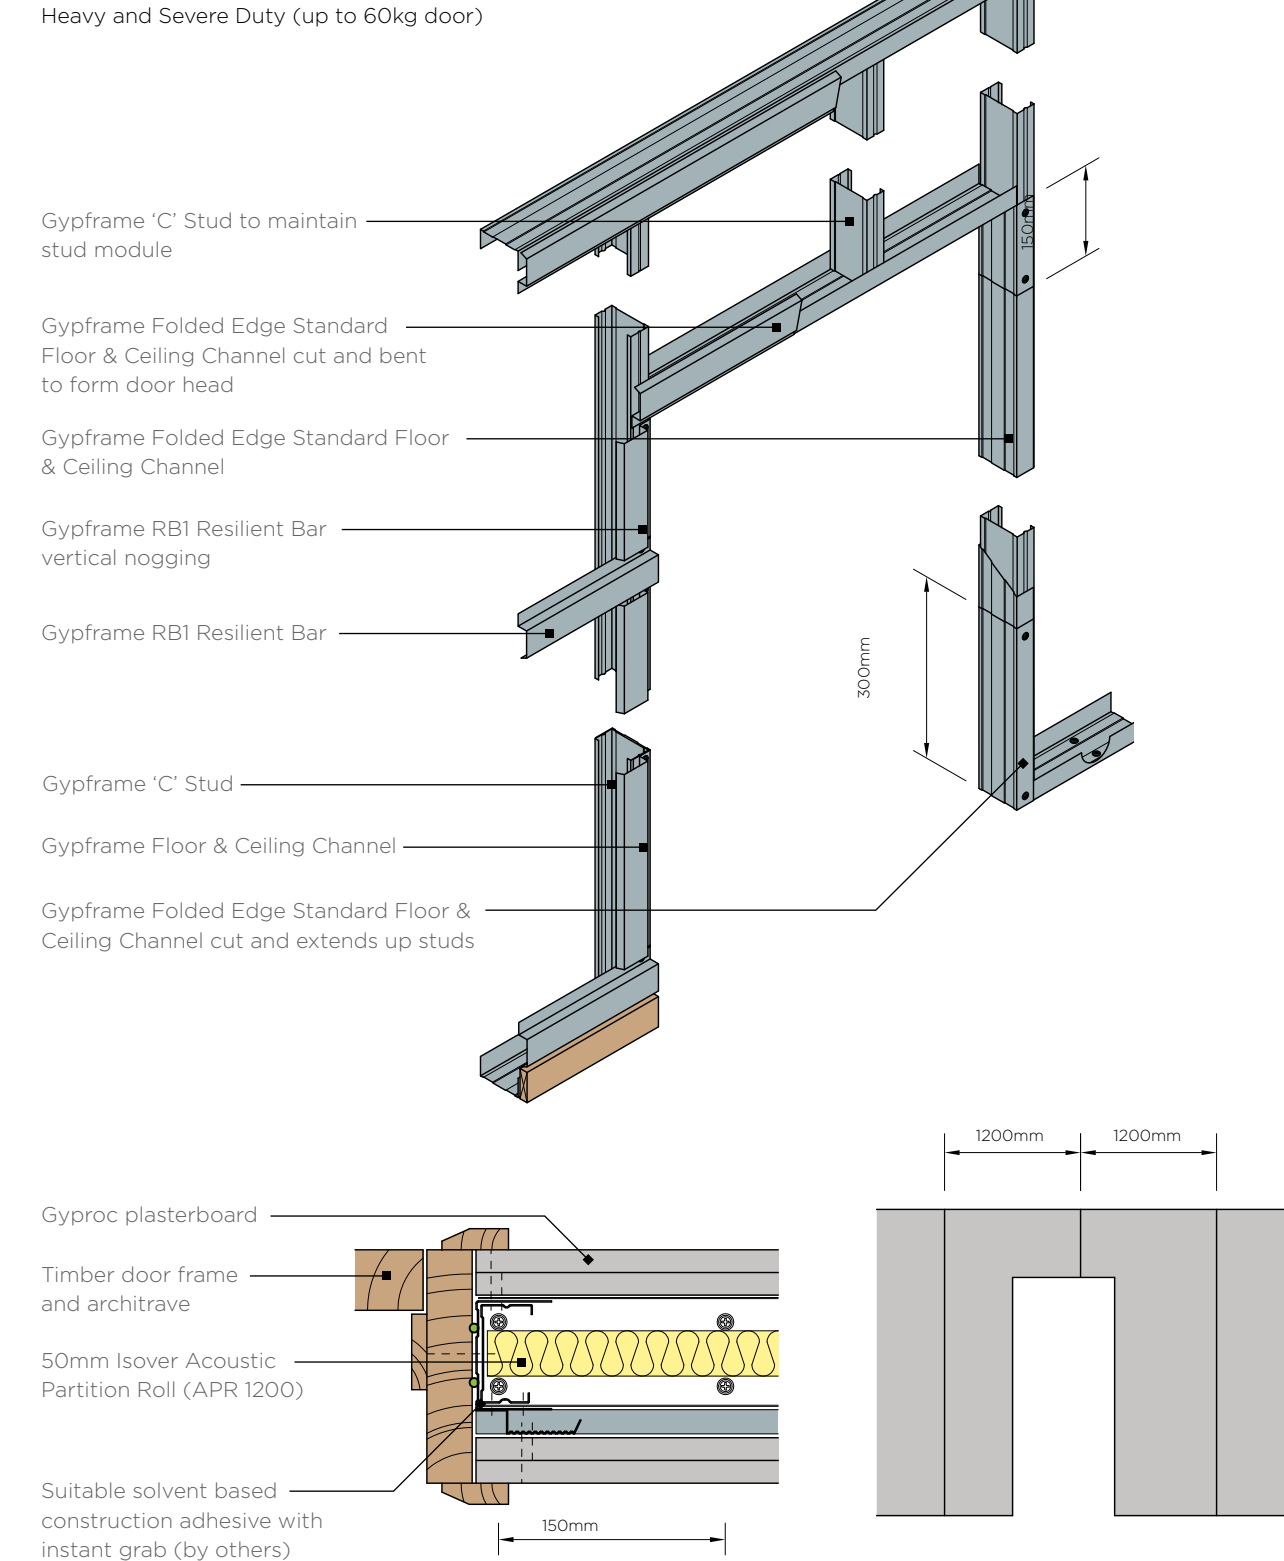 Heavy and Severe Duty (up to 60kg door)
Gypframe ‘C’ Stud to maintain
stud module
150mm
Gypframe Folded Edge Standard
Floor & Ceiling Channel cut and bent
to form door head
Gypframe Folded Edge Standard Floor
& Ceiling Channel
Gypframe RB1 Resilient Bar
vertical nogging
Gypframe RB1 Resilient Bar
300mm
Gypframe ‘C’ Stud
Gypframe Floor & Ceiling Channel
Gypframe Folded Edge Standard Floor &
Ceiling Channel cut and extends up studs
1200mm
1200mm
Gyproc plasterboard
Timber door frame
and architrave
50mm Isover Acoustic
Partition Roll (APR 1200)
Suitable solvent based
construction adhesive with
instant grab (by others)
150mm